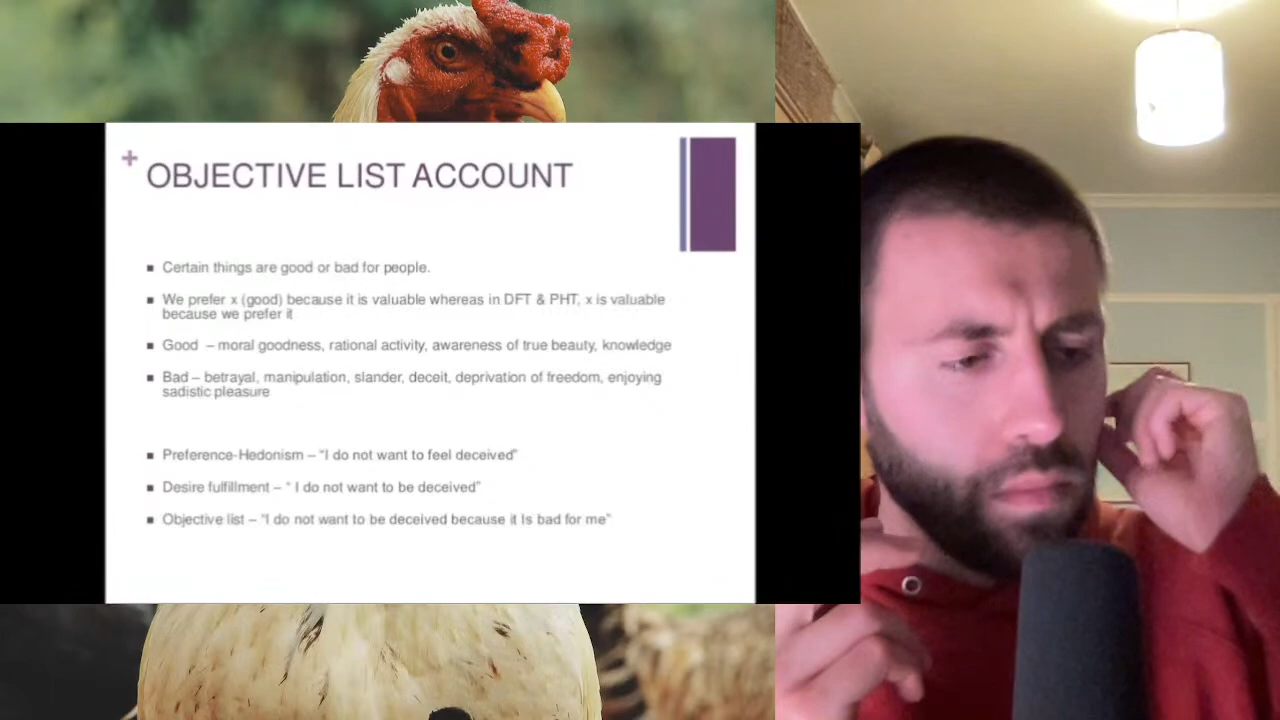 +
OBJECTIVE LIST ACCOUNT
▪ Certain things are good or bad for people.
▪ We prefer x (good) because it is valuable whereas in DFT & PHT, x is valuable
because we prefer it
▪ Good – moral goodness, rational activity, awareness of true beauty, knowledge
▪ Bad – betrayal, manipulation, slander, deceit, deprivation of freedom, enjoying
sadistic pleasure
▪ Preference-Hedonism – “I do not want to feel deceived”
▪ Desire fulfillment – “ I do not want to be deceived”
▪ Objective list – “I do not want to be deceived because it Is bad for me”